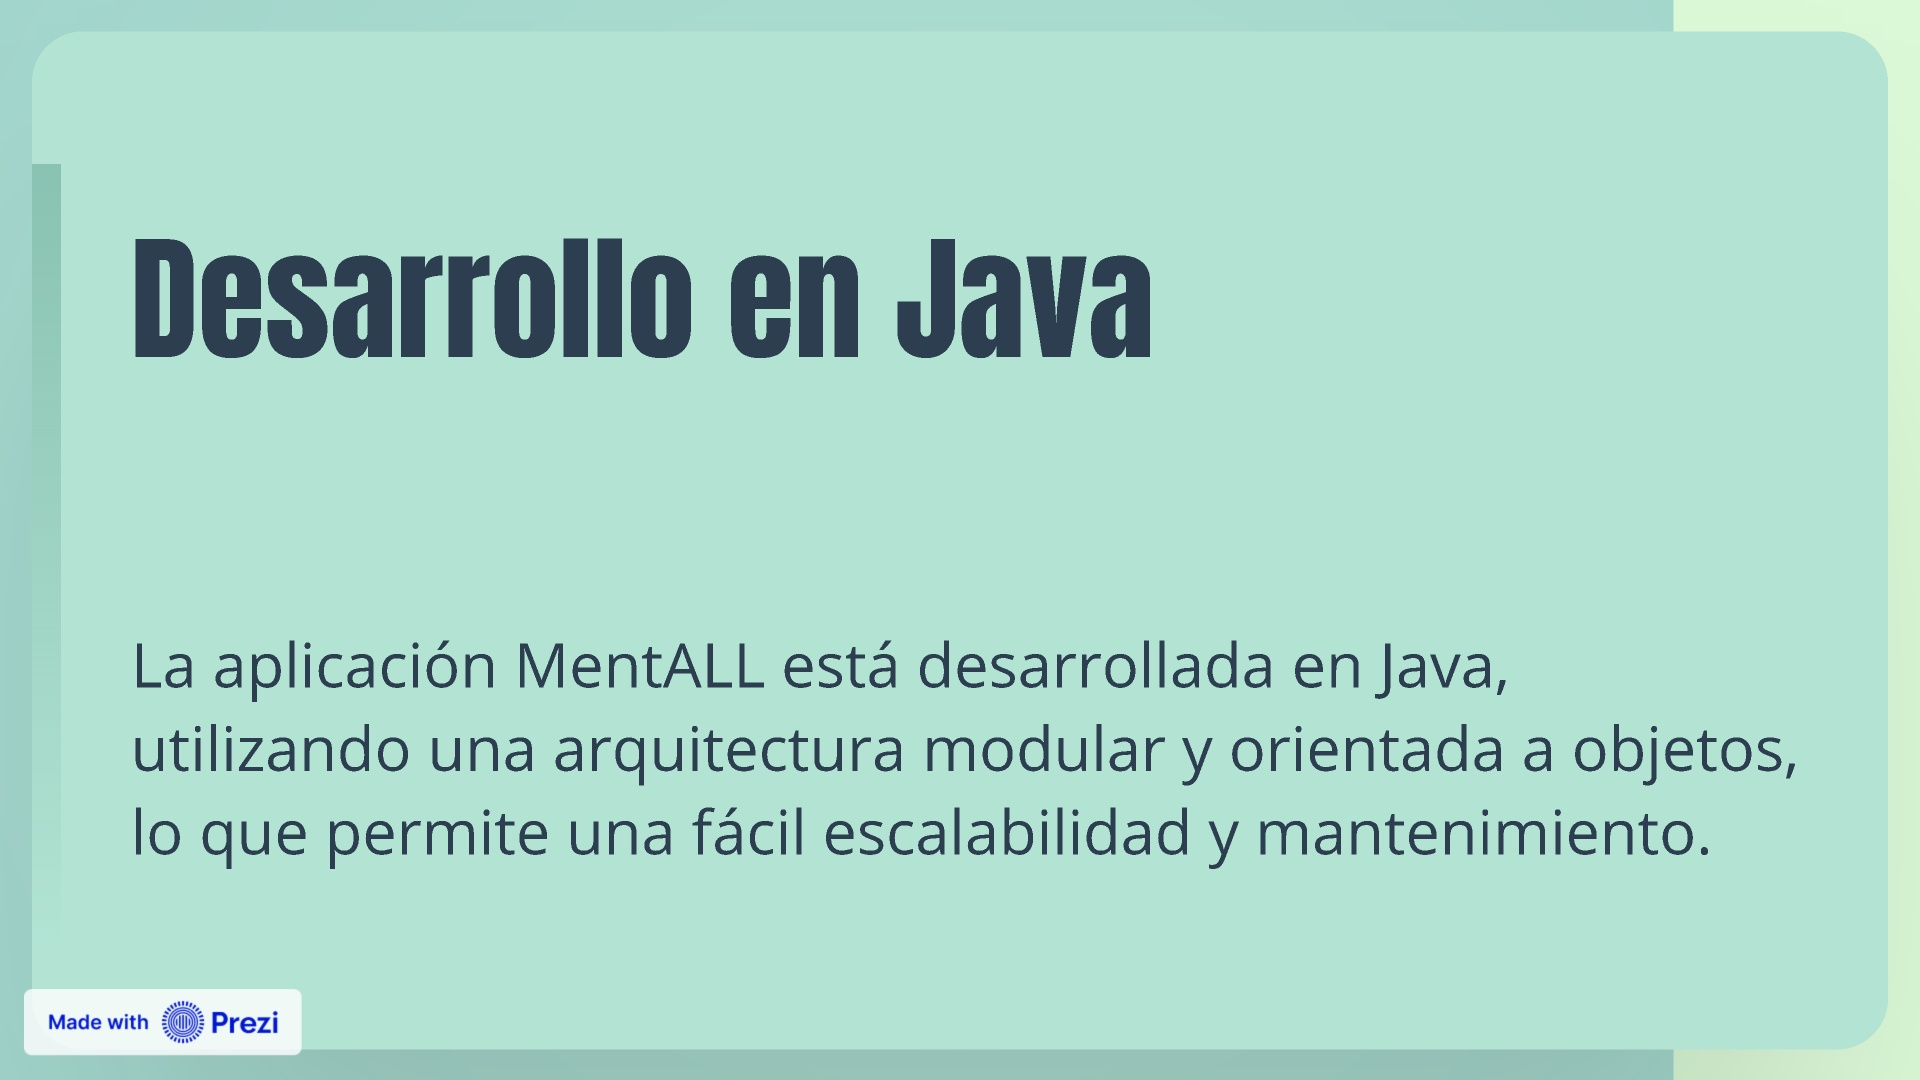 Desarrollo en Java
La aplicación MentALL está desarrollada en Java,
utilizando una arquitectura modular y orientada a objetos,
lo que permite una fácil escalabilidad y mantenimiento.
Made with Prezi